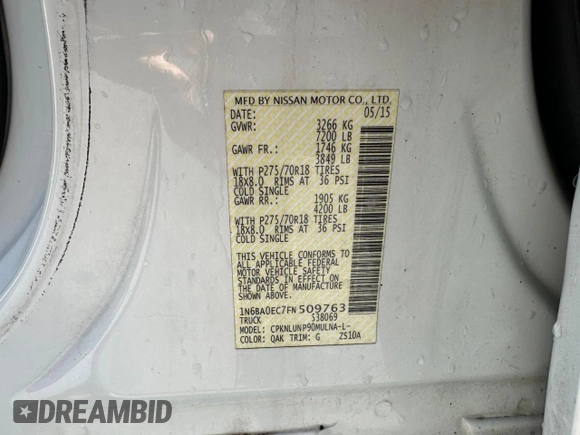 MFD BY NISSAN MOTOR CO., LTD.
DATE: 05/15
GVWR: 3266 KG
7200 LB
GAWR FR.: 1746 KG
3849 LB
WITH P275/70R18 TIRES
18X8.0 RIMS AT 36 PSI
COLD SINGLE
GAWR RR.: 1905 KG
4200 LB
WITH P275/70R18 TIRES
18X8.0 RIMS AT 36 PSI
COLD SINGLE
THIS VEHICLE CONFORMS TO
ALL APPLICABLE FEDERAL
MOTOR VEHICLE SAFETY
STANDARDS IN EFFECT ON
THE DATE OF MANUFACTURE
SHOWN ABOVE.
1N6BA0EC7FN509763
TRUCK S38069
MODEL: CPKNLUNP90MULNA-L-
COLOR: QAK TRIM: G ZS10A
DREAMBID